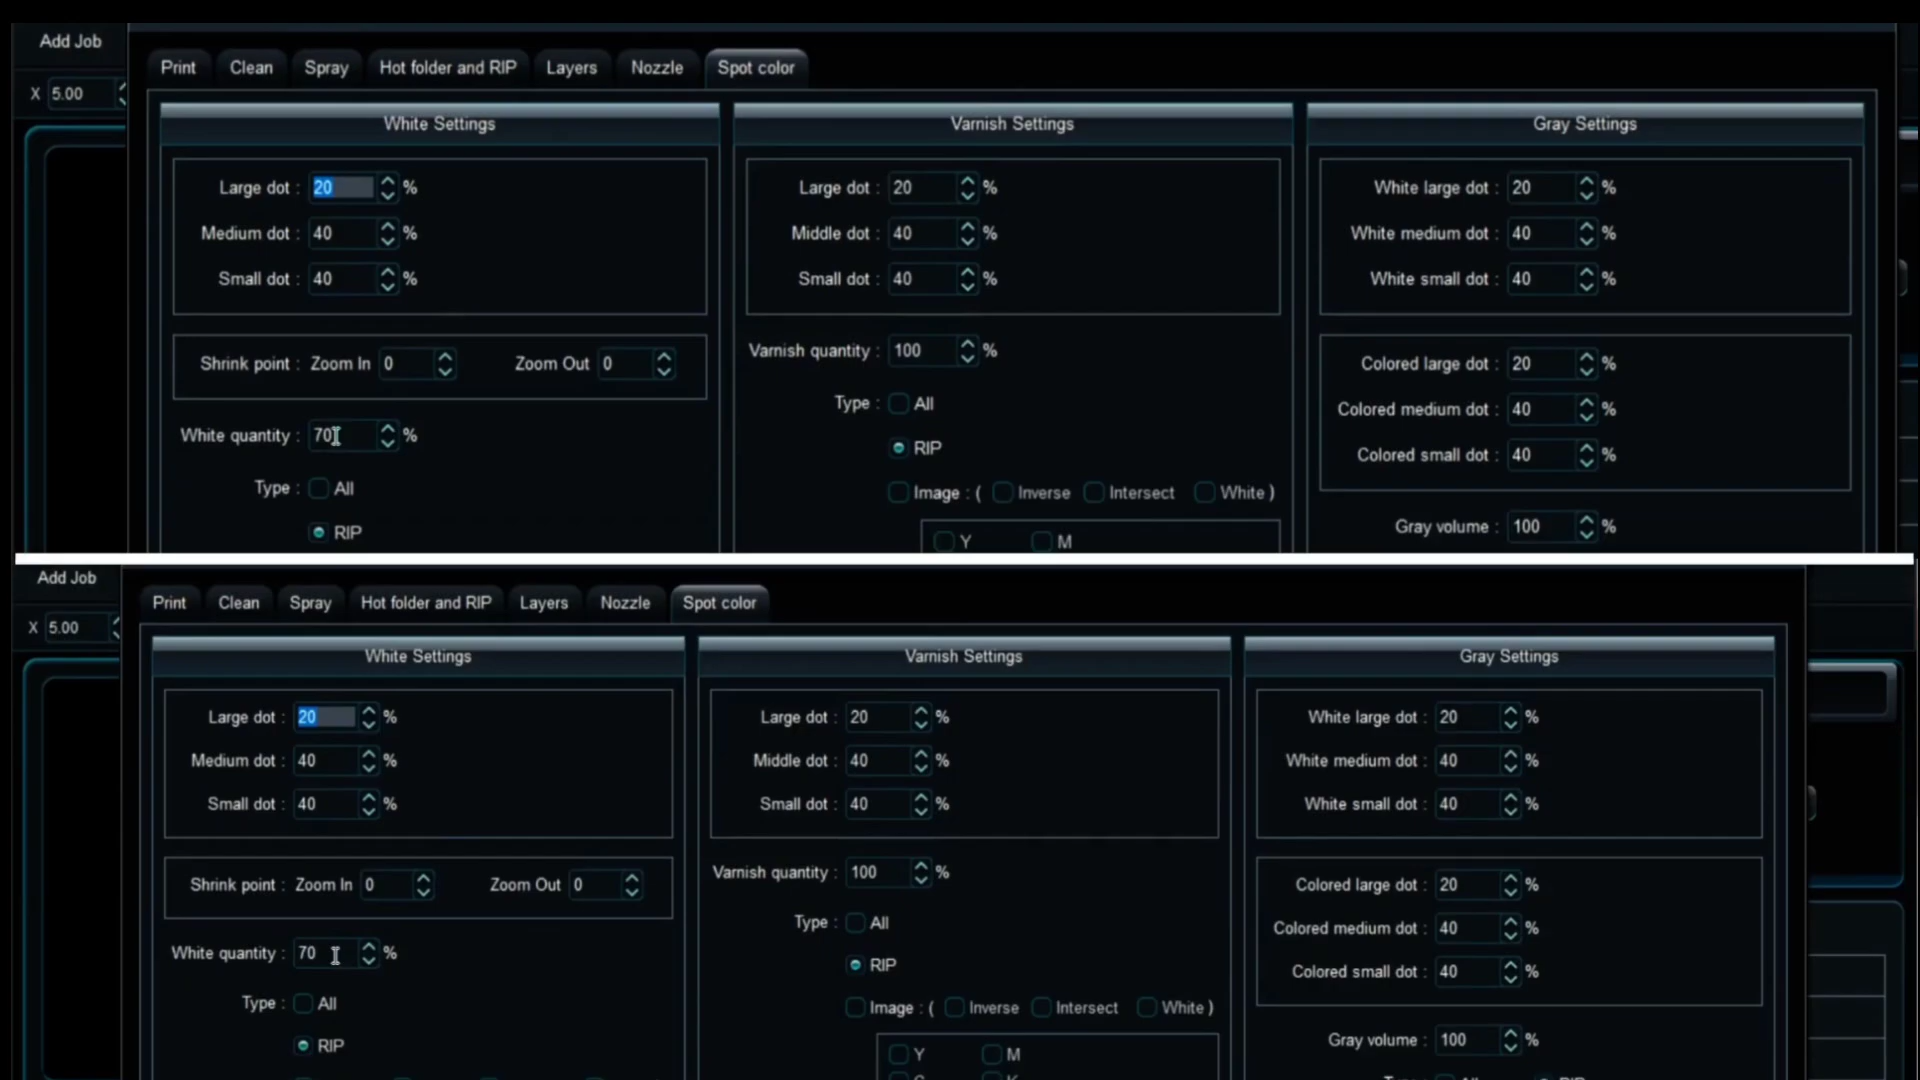 Add Job
Print Clean Spray Hot folder and RIP Layers Nozzle Spot color
X 5.00
White Settings Varnish Settings Gray Settings
Large dot : 20 % Large dot : 20 % White large dot : 20 %
Medium dot : 40 % Middle dot : 40 % White medium dot : 40 %
Small dot : 40 % Small dot : 40 % White small dot : 40 %
Shrink point : Zoom In 0 Zoom Out 0 Varnish quantity : 100 % Colored large dot : 20 %
Type : All Colored medium dot : 40 %
White quantity : 70 % RIP Colored small dot : 40 %
Type : All Image : ( Inverse Intersect White )
RIP Y M Gray volume : 100 %
Add Job
Print Clean Spray Hot folder and RIP Layers Nozzle Spot color
X 5.00
White Settings Varnish Settings Gray Settings
Large dot : 20 % Large dot : 20 % White large dot : 20 %
Medium dot : 40 % Middle dot : 40 % White medium dot : 40 %
Small dot : 40 % Small dot : 40 % White small dot : 40 %
Shrink point : Zoom In 0 Zoom Out 0 Varnish quantity : 100 % Colored large dot : 20 %
Type : All Colored medium dot : 40 %
White quantity : 70 % RIP Colored small dot : 40 %
Type : All Image : ( Inverse Intersect White )
RIP Y M Gray volume : 100 %